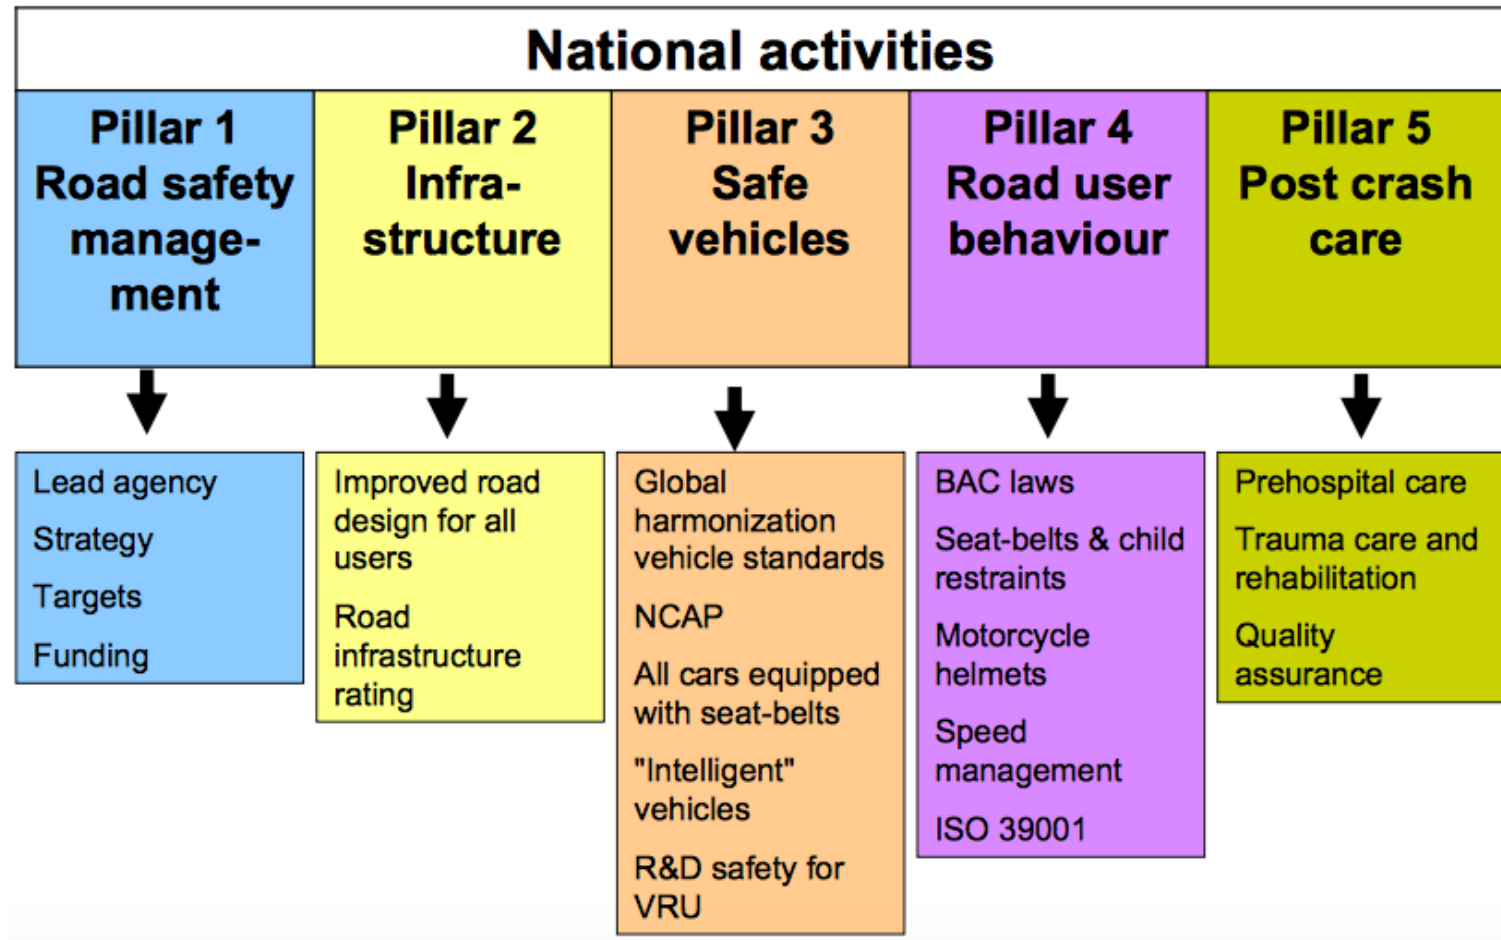 National activities
Pillar 1
Road safety
manage-
ment
Pillar 2
Infra-
structure
Pillar 3
Safe
vehicles
Pillar 4
Road user
behaviour
Pillar 5
Post crash
care
Lead agency
Strategy
Targets
Funding
Improved road
design for all
users
Road
infrastructure
rating
Global
harmonization
vehicle standards
NCAP
All cars equipped
with seat-belts
"Intelligent"
vehicles
R&D safety for
VRU
BAC laws
Seat-belts & child
restraints
Motorcycle
helmets
Speed
management
ISO 39001
Prehospital care
Trauma care and
rehabilitation
Quality
assurance